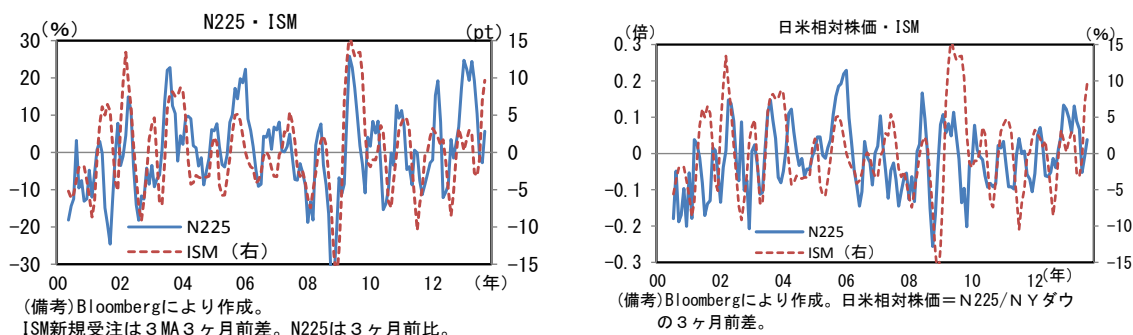 N225・ISM
(%)
(pt)
30
20
10
0
-10
-20
-30
15
10
5
0
-5
-10
-15
N225
ISM (右)
00 02 04 06 08 10 12 (年)
(備考)Bloombergにより作成。
ISM新規受注は3MA3ヶ月前差。N225は3ヶ月前比。
日米相対株価・ISM
(倍)
(%)
0.3
0.2
0.1
0
-0.1
-0.2
-0.3
15
10
5
0
-5
-10
-15
N225
ISM (右)
00 02 04 06 08 10 12 (年)
(備考)Bloombergにより作成。日米相対株価=N225/NYダウ
の3ヶ月前差。